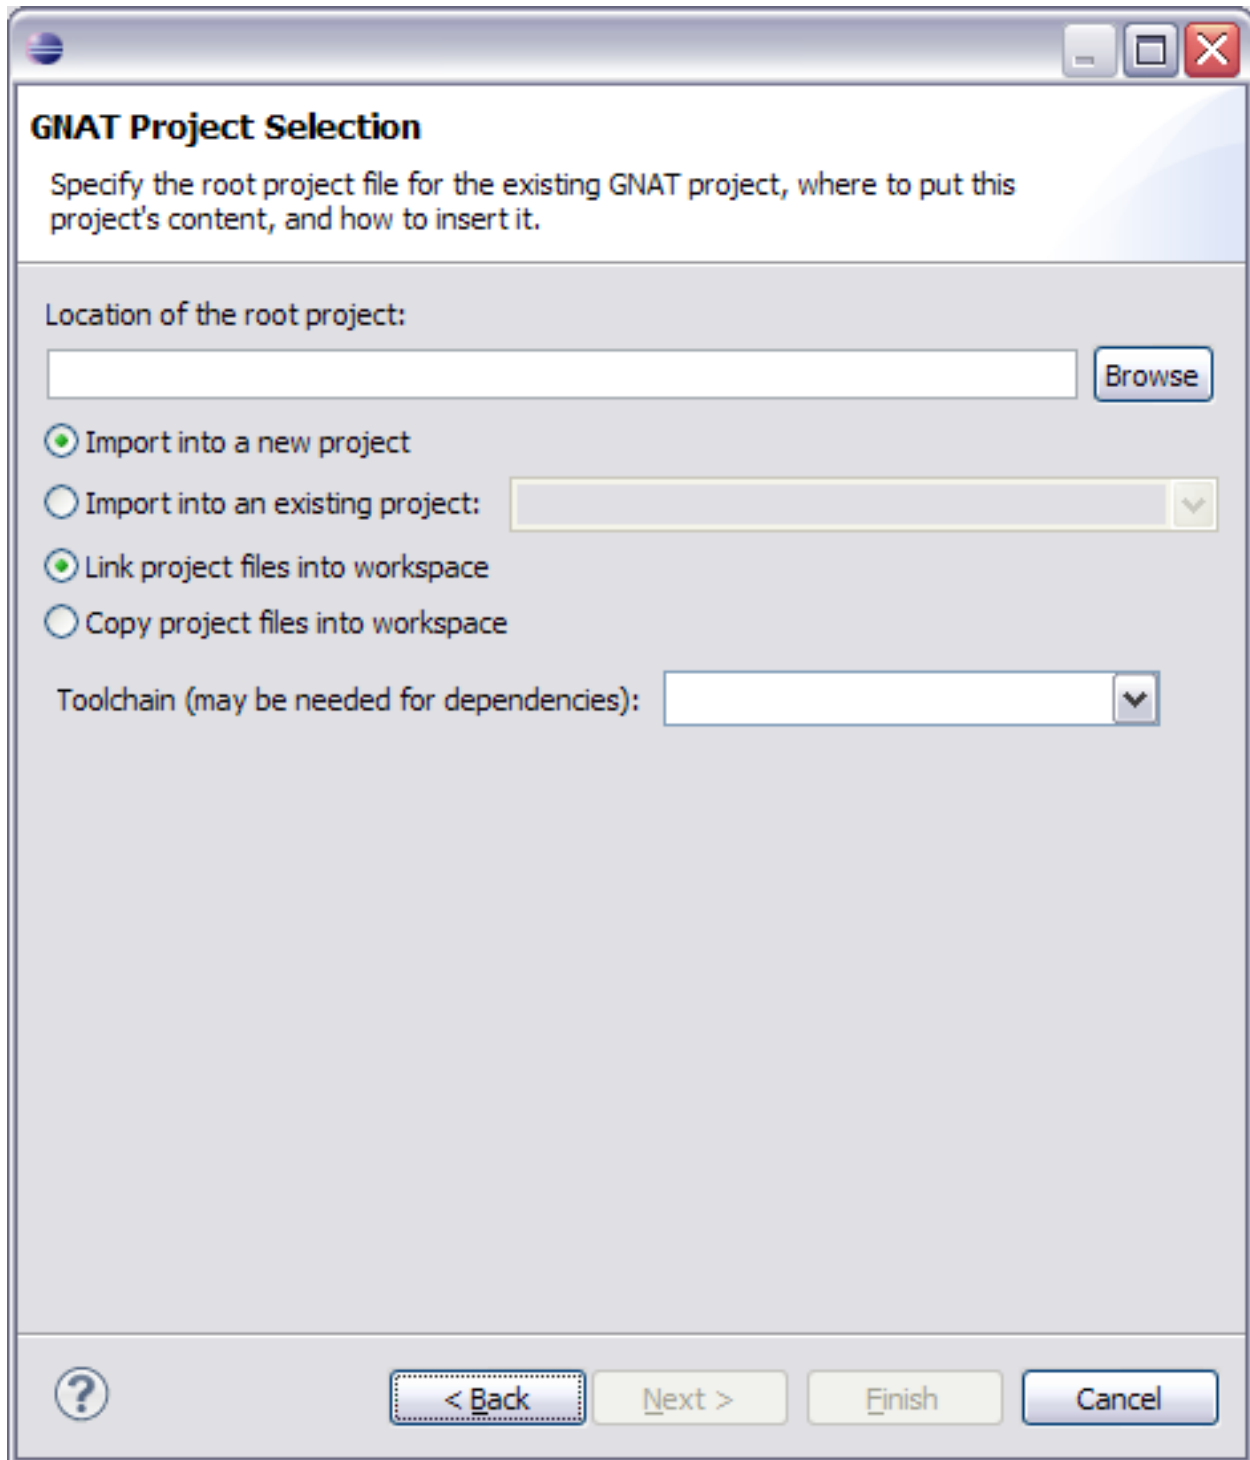 GNAT Project Selection
Specify the root project file for the existing GNAT project, where to put this
project's content, and how to insert it.
Location of the root project:
Browse
Import into a new project
Import into an existing project:
Link project files into workspace
Copy project files into workspace
Toolchain (may be needed for dependencies):
< Back Next > Finish Cancel